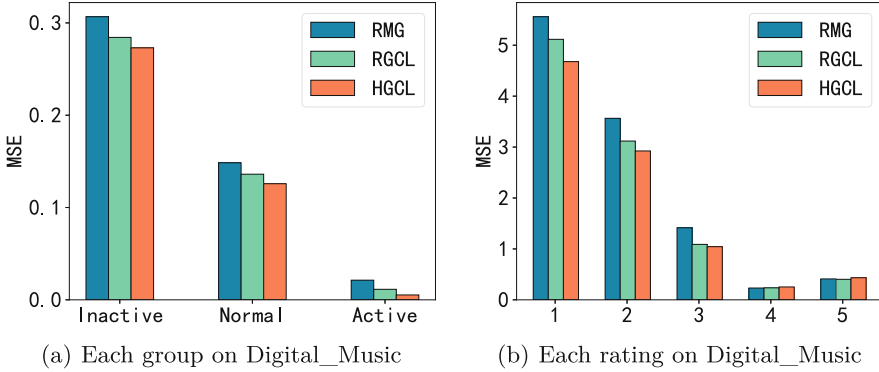 RMG
RGCL
HGCL
MSE
0.3
0.2
0.1
0.0
Inactive Normal Active
(a) Each group on Digital_Music
RMG
RGCL
HGCL
MSE
5
4
3
2
1
0
1 2 3 4 5
(b) Each rating on Digital_Music